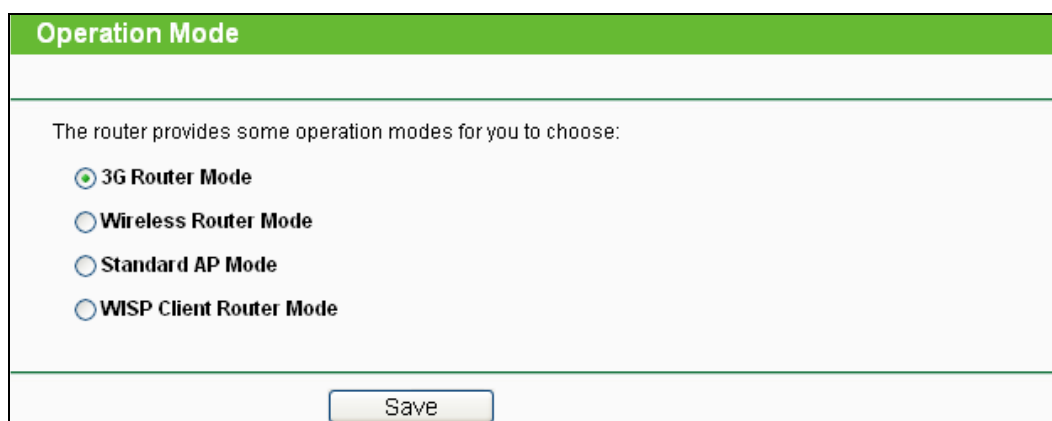 Operation Mode
The router provides some operation modes for you to choose:
3G Router Mode
Wireless Router Mode
Standard AP Mode
WISP Client Router Mode
Save